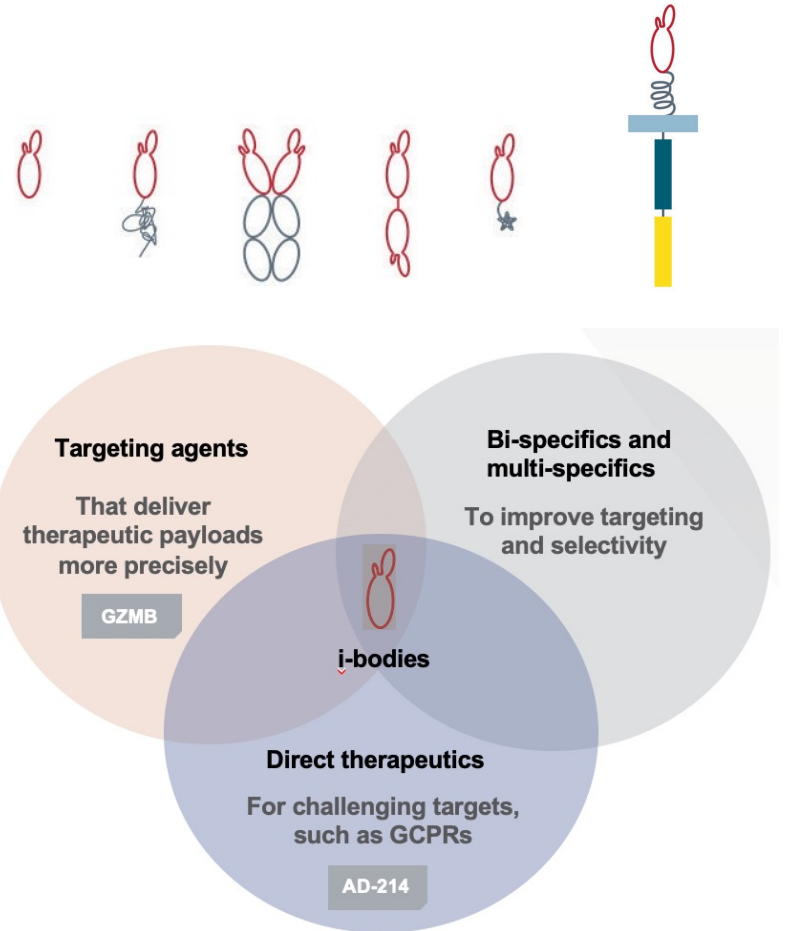 Targeting agents
That deliver
therapeutic payloads
more precisely
GZMB
Bi-specifics and
multi-specifics
To improve targeting
and selectivity
i-bodies
Direct therapeutics
For challenging targets,
such as GCPRs
AD-214